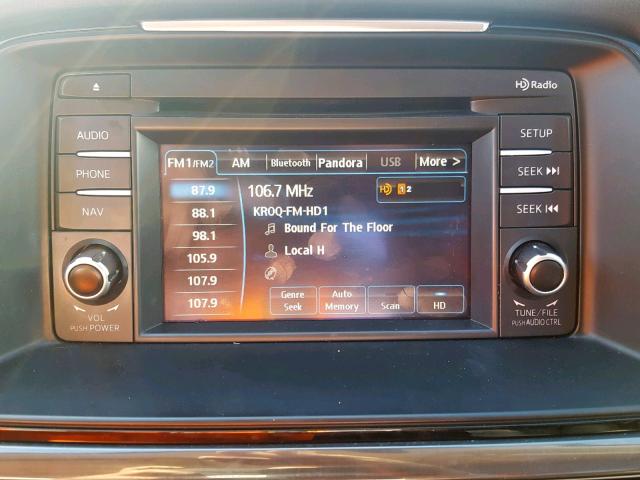 HD Radio
AUDIO
PHONE
NAV
VOL
PUSH POWER
FM1/FM2 AM Bluetooth Pandora USB More >
87.9
88.1
98.1
105.9
107.9
107.9
106.7 MHz
HD 1 2
KROQ-FM-HD1
Bound For The Floor
Local H
Genre Seek
Auto Memory
Scan
HD
SETUP
SEEK
SEEK
TUNE/FILE
PUSH AUDIO CTRL